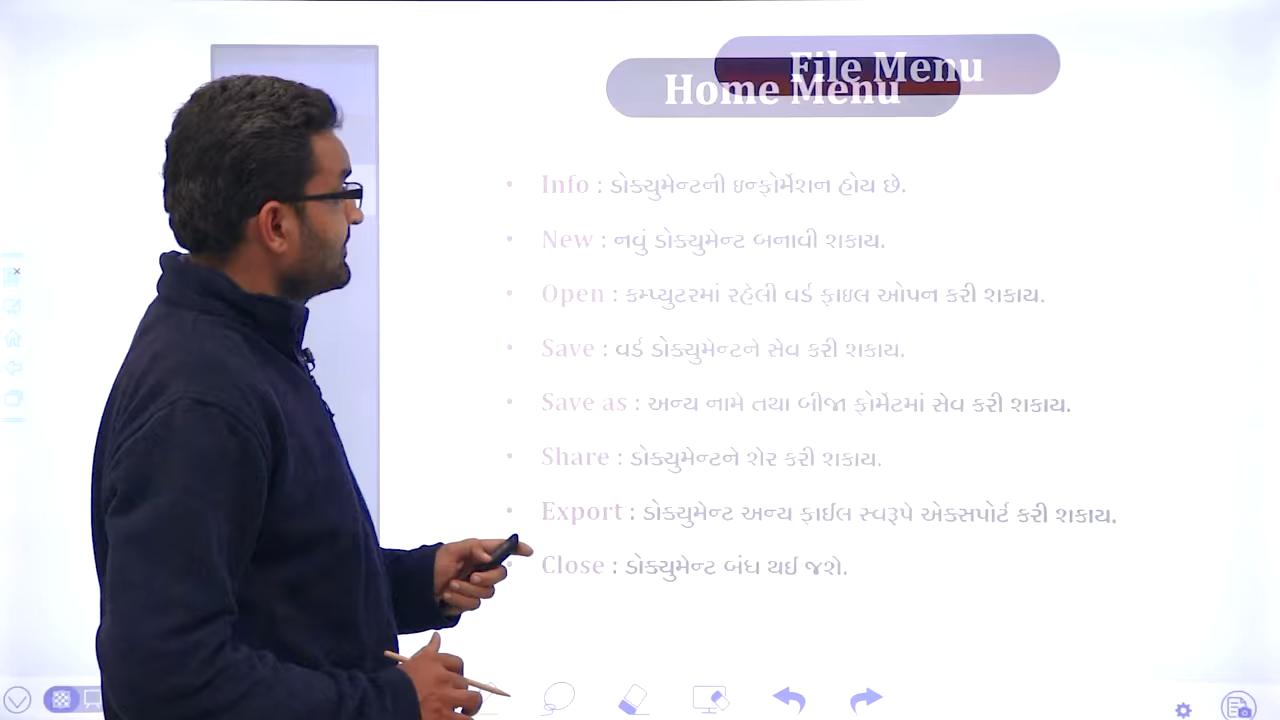 File Menu
Home Menu
• Info : ડોક્યુમેન્ટની ઇન્ફોર્મેશન હોય છે.
• New : નવું ડોક્યુમેન્ટ બનાવી શકાય.
• Open : કમ્પ્યુટરમાં રહેલી વર્ડ ફાઇલ ઓપન કરી શકાય.
• Save : વર્ડ ડોક્યુમેન્ટને સેવ કરી શકાય.
• Save as : અન્ય નામે તથા બીજા ફોર્મેટમાં સેવ કરી શકાય.
• Share : ડોક્યુમેન્ટને શેર કરી શકાય.
• Export : ડોક્યુમેન્ટ અન્ય ફાઈલ સ્વરૂપે એક્સપોર્ટ કરી શકાય.
• Close : ડોક્યુમેન્ટ બંધ થઈ જશે.